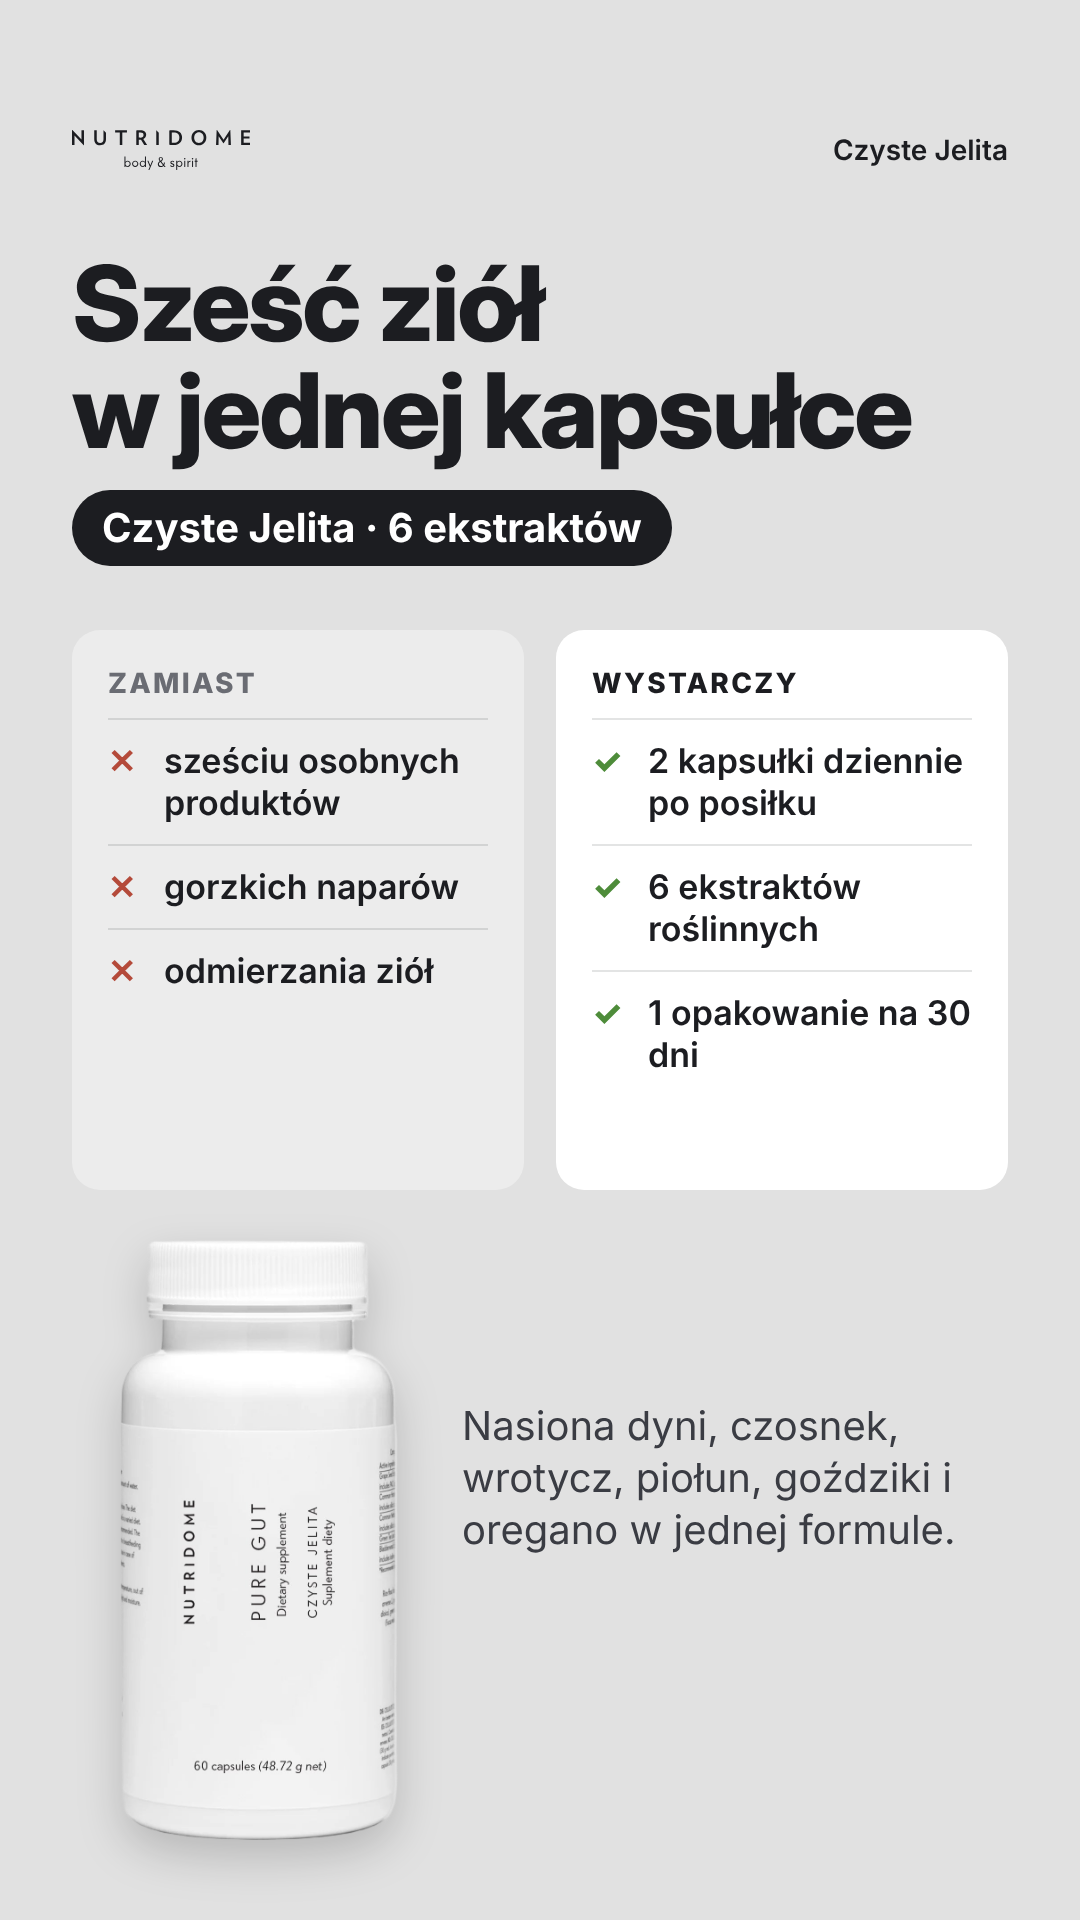 NUTRIDOME
body & spirit
Czyste Jelita
Sześć ziół
w jednej kapsułce
Czyste Jelita · 6 ekstraktów
ZAMIAST
✕ sześciu osobnych
produktów
✕ gorzkich naparów
✕ odmierzania ziół
WYSTARCZY
✓ 2 kapsułki dziennie
po posiłku
✓ 6 ekstraktów
roślinnych
✓ 1 opakowanie na 30
dni
NUTRIDOME
PURE GUT
Dietary supplement
CZYSTE JELITA
Suplement diety
60 capsules (48.72 g net)
Nasiona dyni, czosnek,
wrotycz, piołun, goździki i
oregano w jednej formule.